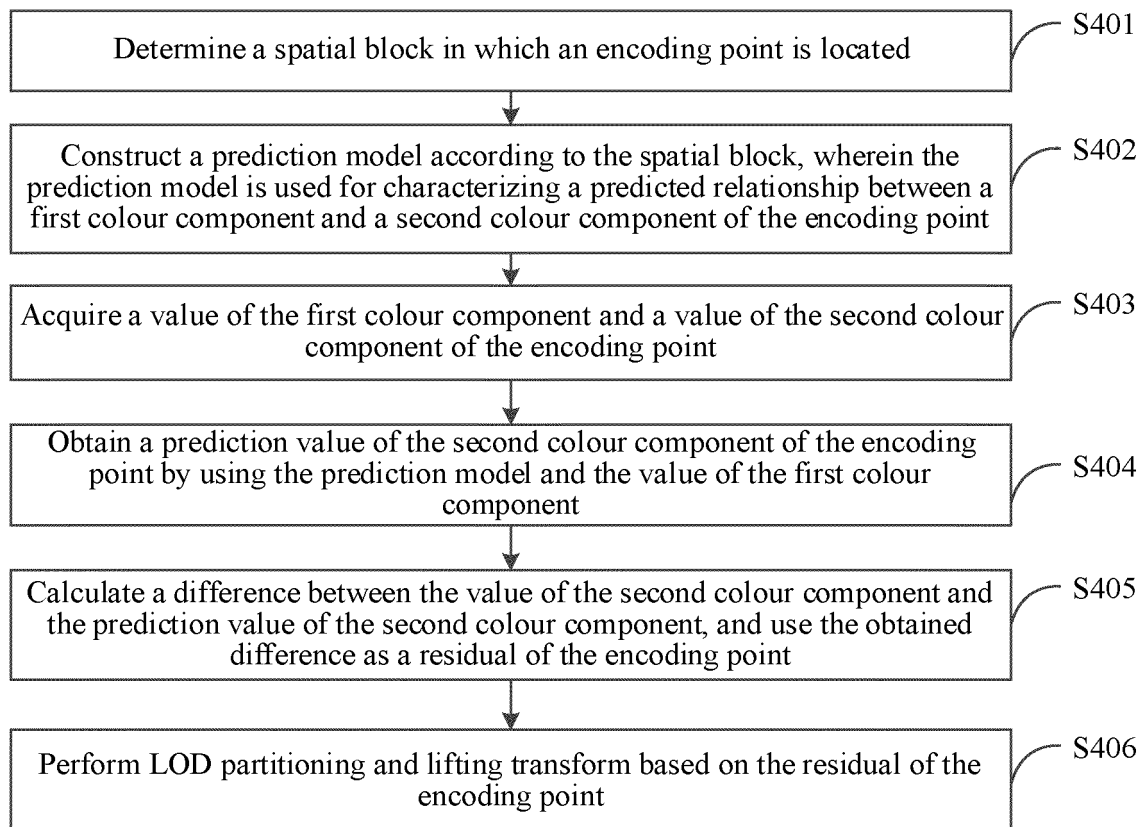 Determine a spatial block in which an encoding point is located
S401
Construct a prediction model according to the spatial block, wherein the
prediction model is used for characterizing a predicted relationship between a
first colour component and a second colour component of the encoding point
S402
Acquire a value of the first colour component and a value of the second colour
component of the encoding point
S403
Obtain a prediction value of the second colour component of the encoding
point by using the prediction model and the value of the first colour
component
S404
Calculate a difference between the value of the second colour component and
the prediction value of the second colour component, and use the obtained
difference as a residual of the encoding point
S405
Perform LOD partitioning and lifting transform based on the residual of the
encoding point
S406